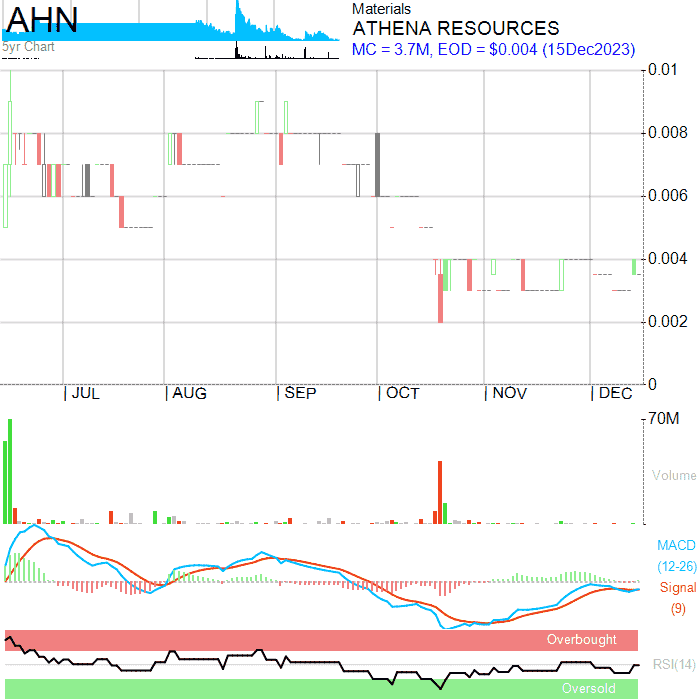 AHN
5yr Chart
Materials
ATHENA RESOURCES
MC = 3.7M, EOD = $0.004 (15Dec2023)
0.01
0.008
0.006
0.004
0.002
0
JUL
AUG
SEP
OCT
NOV
DEC
70M
Volume
MACD
(12-26)
Signal
(9)
Overbought
RSI(14)
Oversold